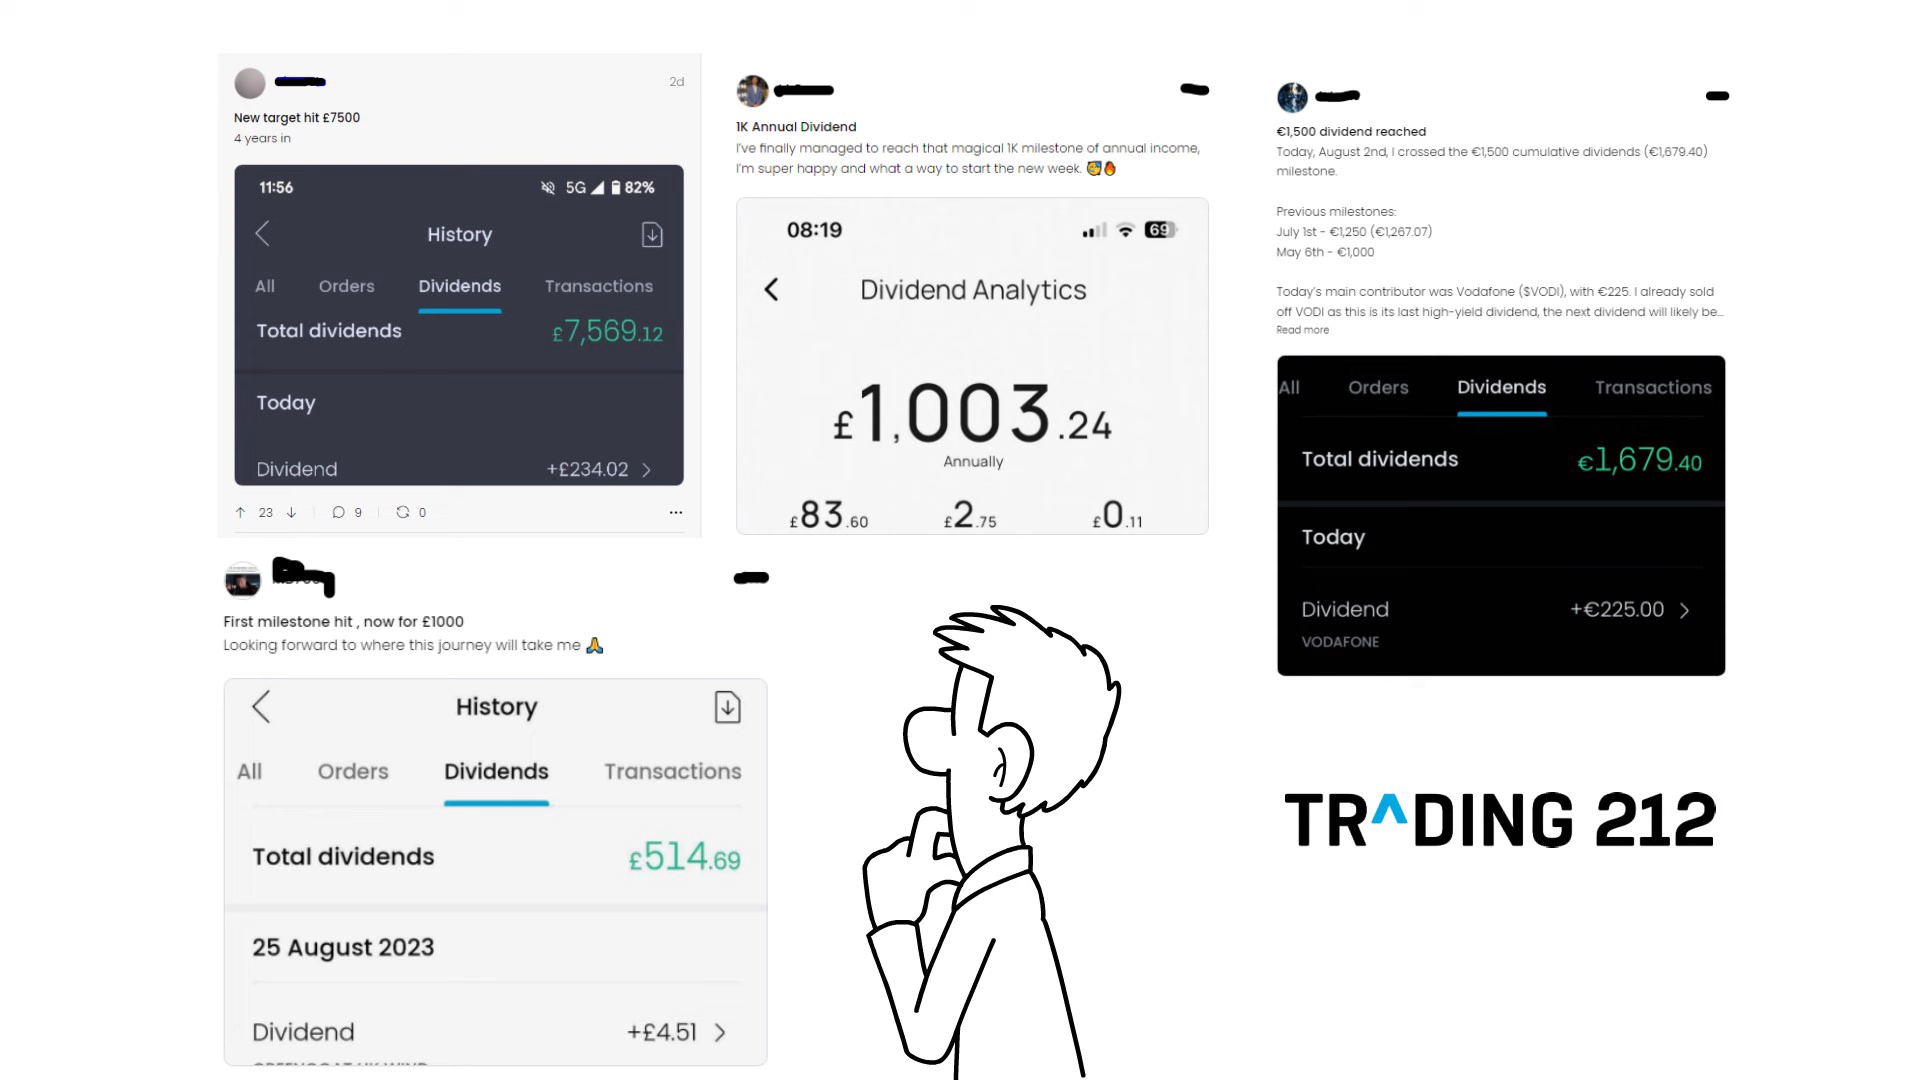 2d
New target hit £7500
4 years in
11:56 5G 82%
History
All Orders Dividends Transactions
Total dividends £7,569.12
Today
Dividend +£234.02
23 9 0
1K Annual Dividend
I've finally managed to reach that magical 1K milestone of annual income,
I'm super happy and what a way to start the new week. 🥳🔥
08:19 69
Dividend Analytics
£1,003.24
Annually
£83.60 £2.75 £0.11
€1,500 dividend reached
Today, August 2nd, I crossed the €1,500 cumulative dividends (€1,679.40)
milestone.
Previous milestones:
July 1st - €1,250 (€1,267.07)
May 6th - €1,000
Today's main contributor was Vodafone ($VODI), with €225. I already sold
off VODI as this is its last high-yield dividend, the next dividend will likely be...
Read more
All Orders Dividends Transactions
Total dividends €1,679.40
Today
Dividend +€225.00
VODAFONE
First milestone hit , now for £1000
Looking forward to where this journey will take me 🙏
History
All Orders Dividends Transactions
Total dividends £514.69
25 August 2023
Dividend +£4.51
TRADING 212